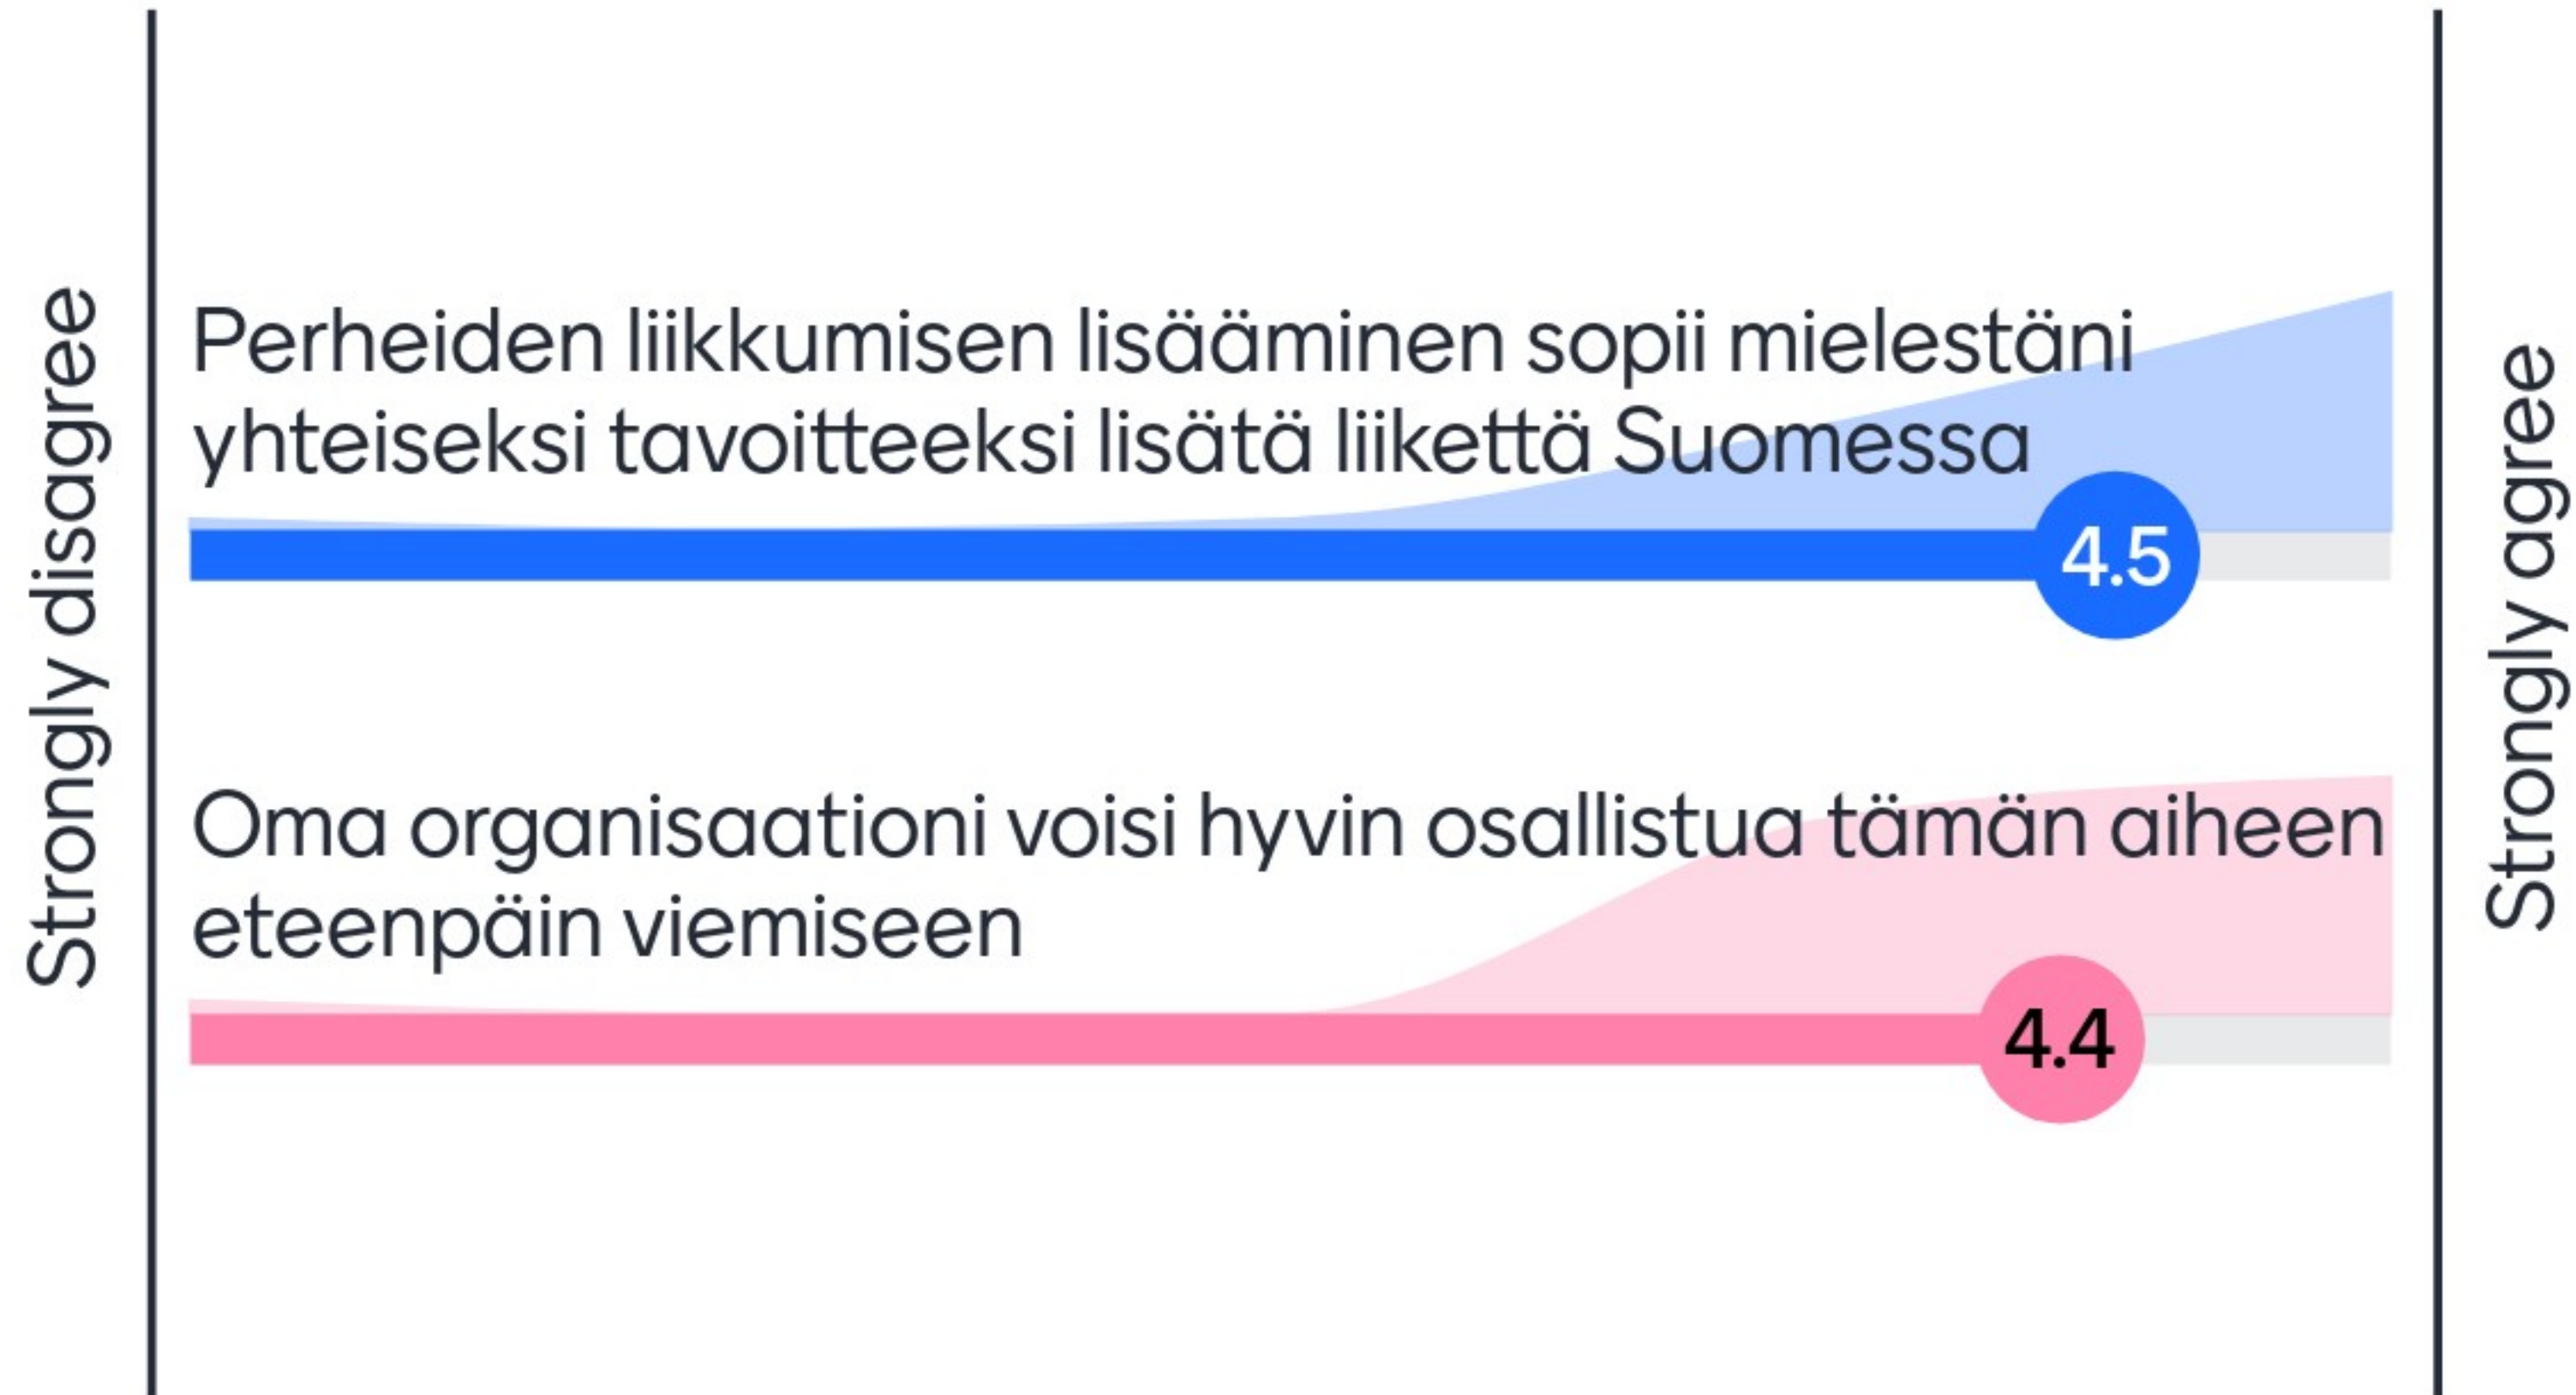 Strongly disagree
Perheiden liikkumisen lisääminen sopii mielestäni
yhteiseksi tavoitteeksi lisätä liikettä Suomessa
4.5
Oma organisaationi voisi hyvin osallistua tämän aiheen
eteenpäin viemiseen
4.4
Strongly agree